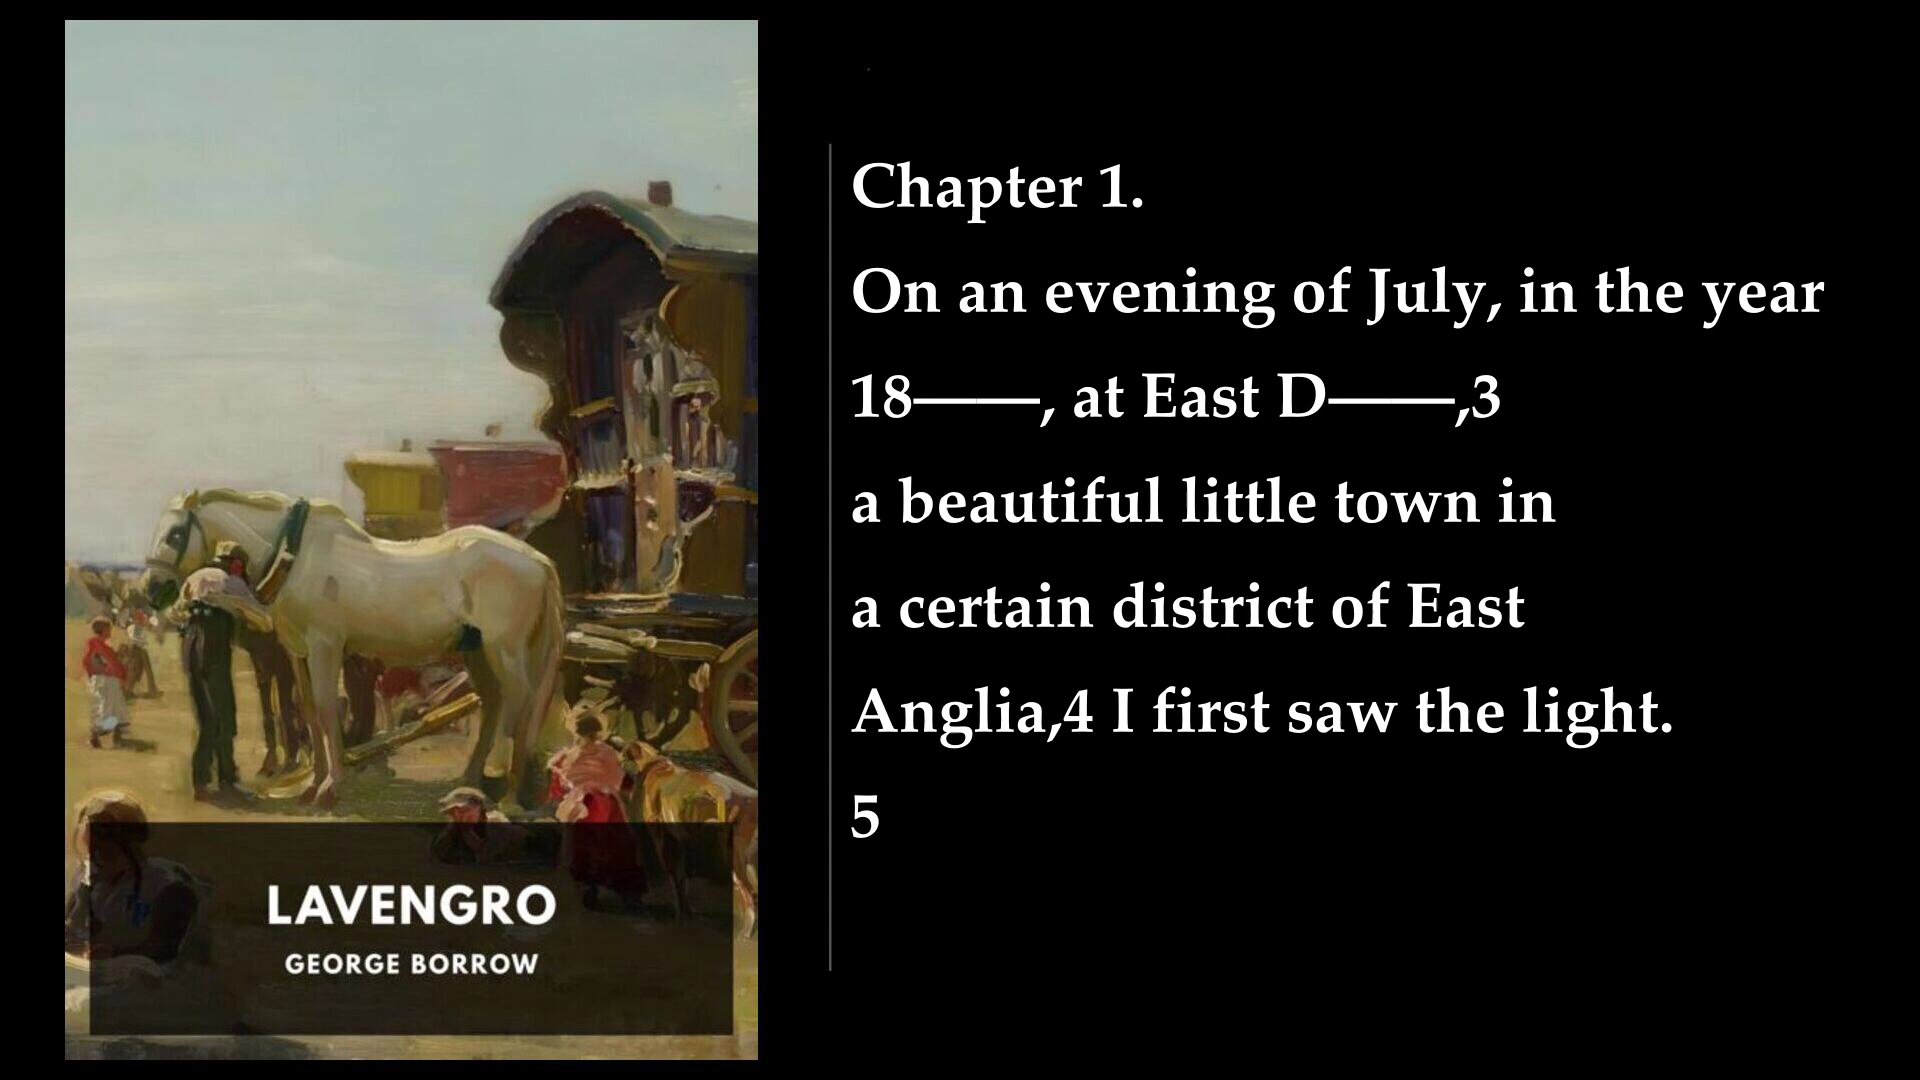 LAVENGRO
GEORGE BORROW
Chapter 1.
On an evening of July, in the year
18⸺, at East D⸺,3
a beautiful little town in
a certain district of East
Anglia,4 I first saw the light.
5